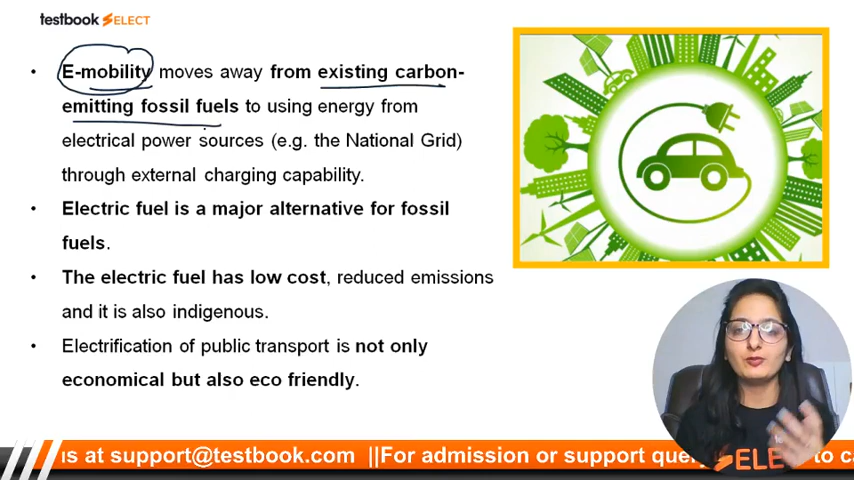 testbook SELECT
• E-mobility moves away from existing carbon-
emitting fossil fuels to using energy from
electrical power sources (e.g. the National Grid)
through external charging capability.
• Electric fuel is a major alternative for fossil
fuels.
• The electric fuel has low cost, reduced emissions
and it is also indigenous.
• Electrification of public transport is not only
economical but also eco friendly.
us at support@testbook.com ||For admission or support to ca
SELE